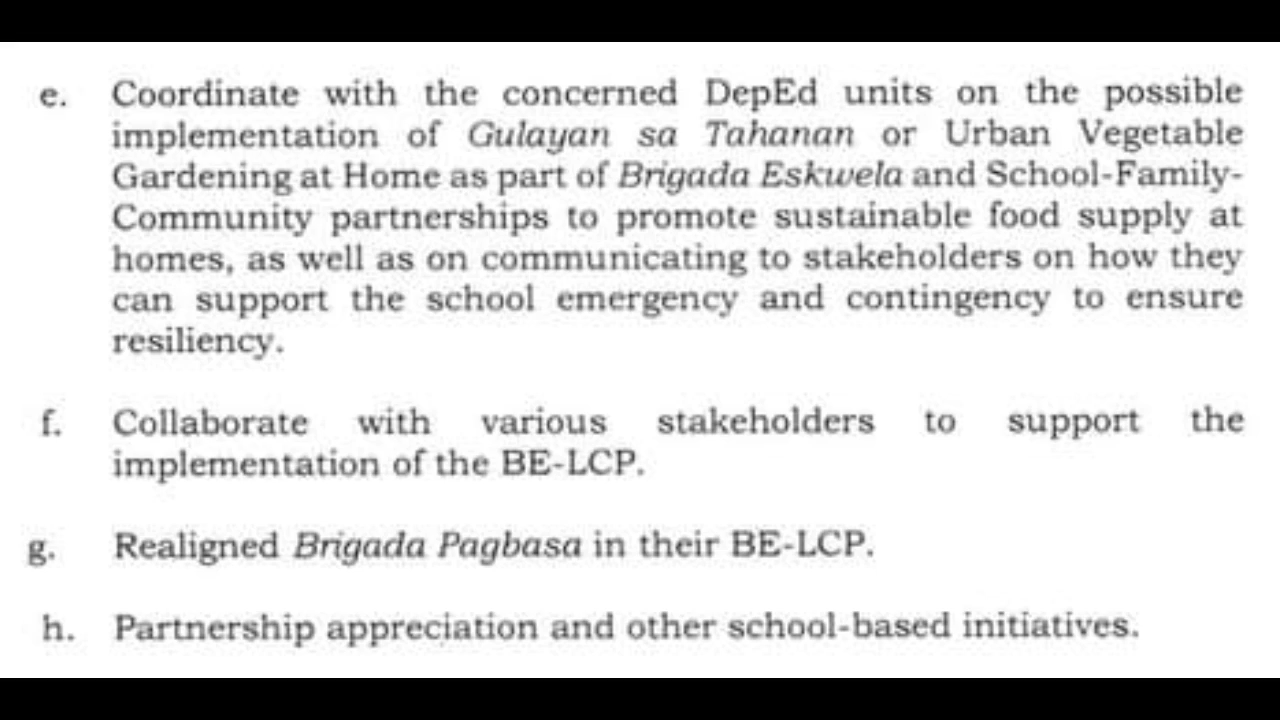 e. Coordinate with the concerned DepEd units on the possible
implementation of Gulayan sa Tahanan or Urban Vegetable
Gardening at Home as part of Brigada Eskwela and School-Family-
Community partnerships to promote sustainable food supply at
homes, as well as on communicating to stakeholders on how they
can support the school emergency and contingency to ensure
resiliency.
f. Collaborate with various stakeholders to support the
implementation of the BE-LCP.
g. Realigned Brigada Pagbasa in their BE-LCP.
h. Partnership appreciation and other school-based initiatives.